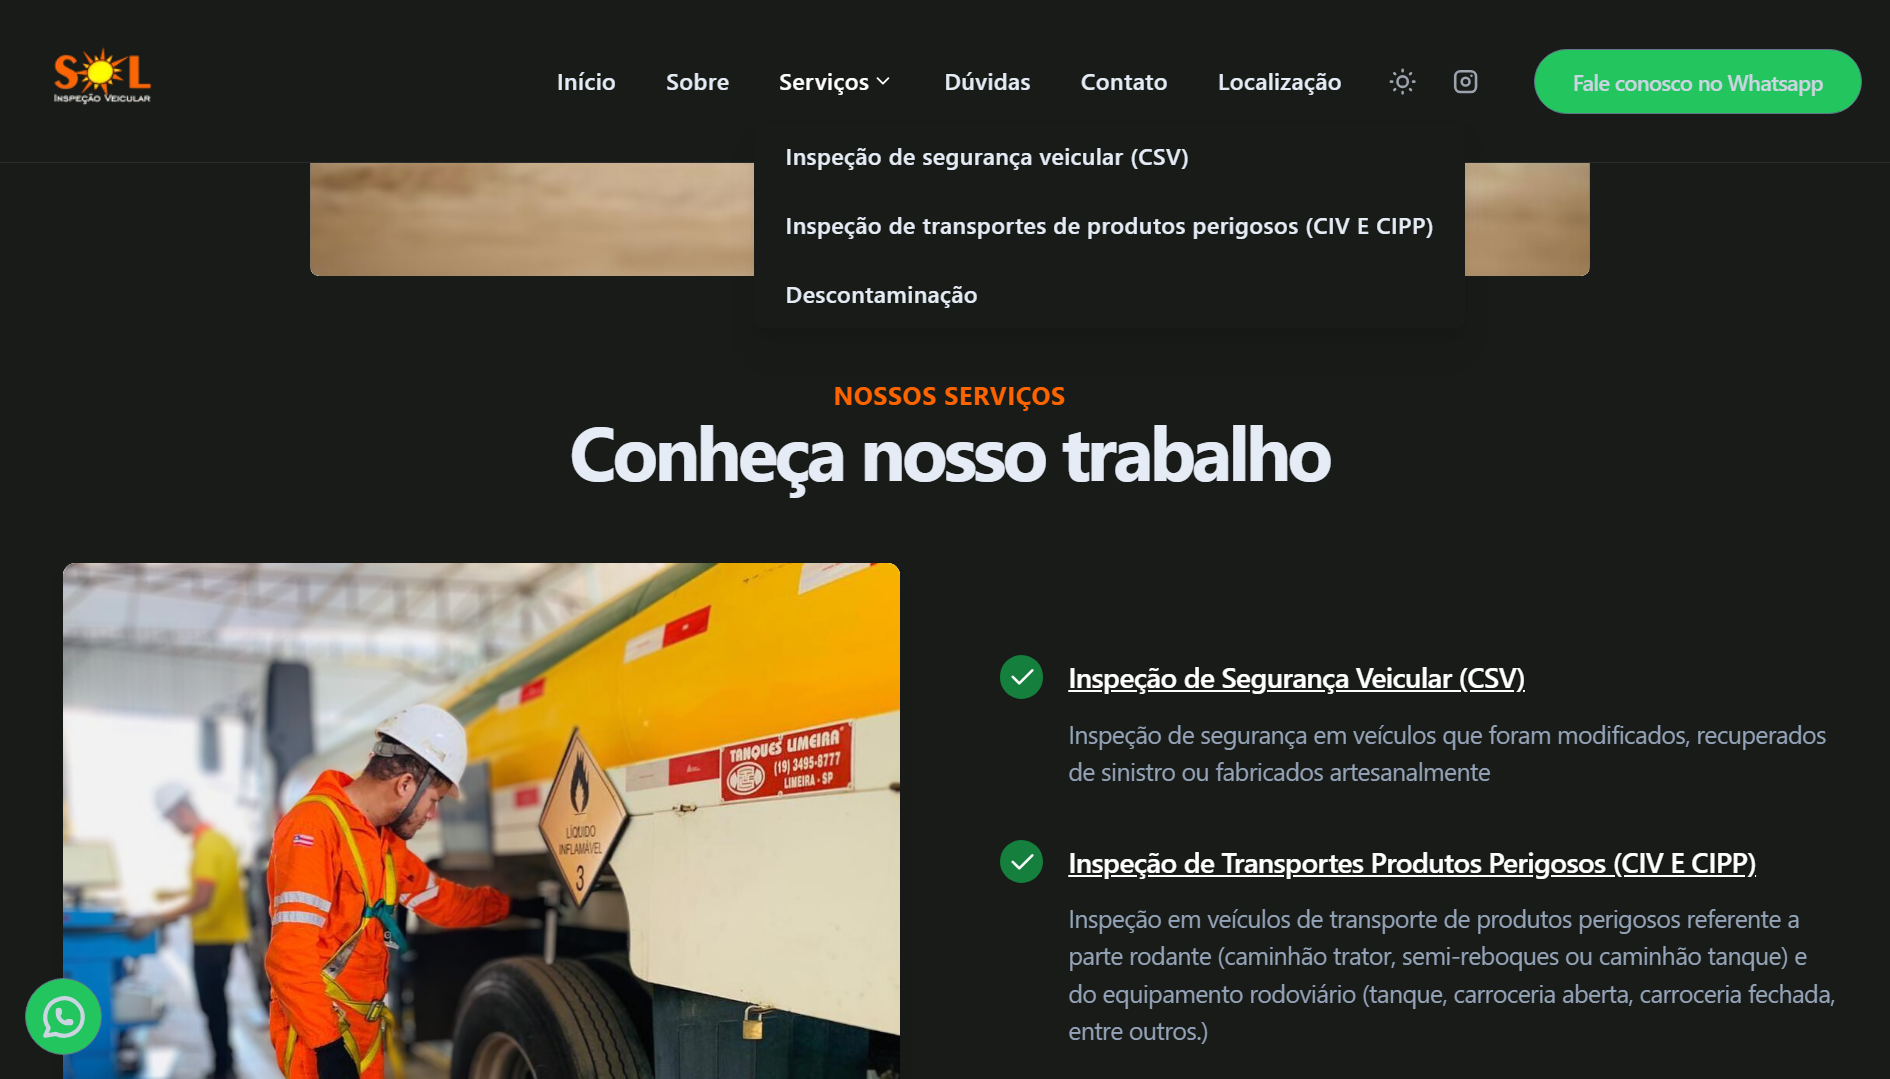 SOL
INSPEÇÃO VEICULAR
Início
Sobre
Serviços
Dúvidas
Contato
Localização
Fale conosco no Whatsapp
Inspeção de segurança veicular (CSV)
Inspeção de transportes de produtos perigosos (CIV E CIPP)
Descontaminação
NOSSOS SERVIÇOS
Conheça nosso trabalho
TANQUES LIMEIRA
(19) 3495-8777
LIMEIRA - SP
LÍQUIDO
INFLAMÁVEL
3
Inspeção de Segurança Veicular (CSV)
Inspeção de segurança em veículos que foram modificados, recuperados
de sinistro ou fabricados artesanalmente
Inspeção de Transportes Produtos Perigosos (CIV E CIPP)
Inspeção em veículos de transporte de produtos perigosos referente a
parte rodante (caminhão trator, semi-reboques ou caminhão tanque) e
do equipamento rodoviário (tanque, carroceria aberta, carroceria fechada,
entre outros.)